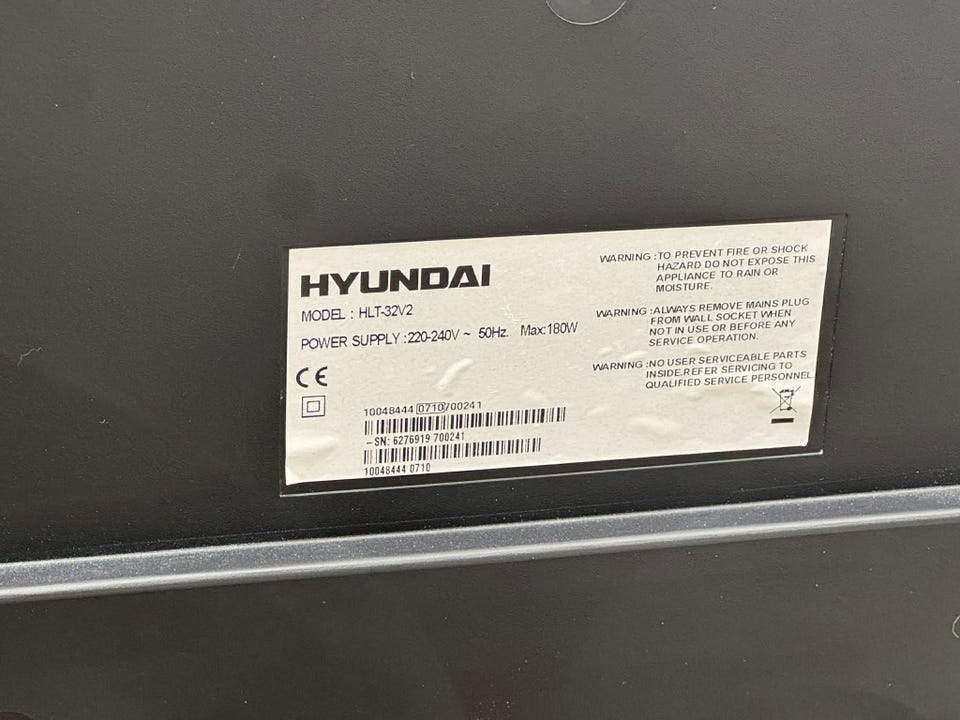 HYUNDAI
MODEL : HLT-32V2
POWER SUPPLY :220-240V ~ 50Hz. Max:180W
CE
10048444 0710 700241
-SN: 6276919 700241
10048444 0710
WARNING :TO PREVENT FIRE OR SHOCK
HAZARD DO NOT EXPOSE THIS
APPLIANCE TO RAIN OR
MOISTURE.
WARNING :ALWAYS REMOVE MAINS PLUG
FROM WALL SOCKET WHEN
NOT IN USE OR BEFORE ANY
SERVICE OPERATION.
WARNING :NO USER SERVICEABLE PARTS
INSIDE.REFER SERVICING TO
QUALIFIED SERVICE PERSONNEL